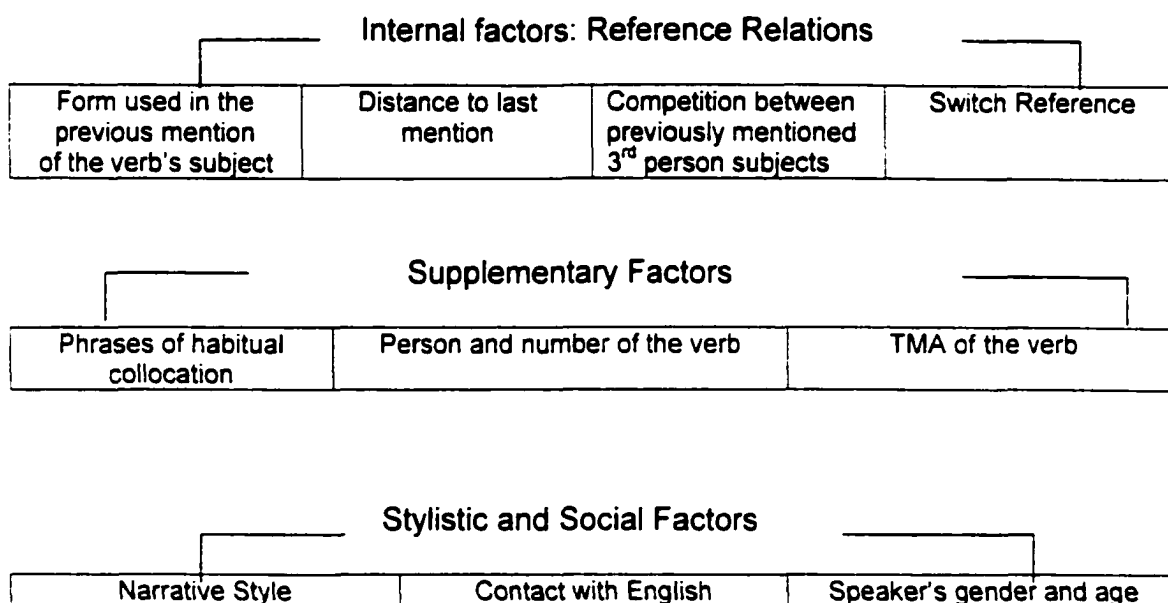 Internal factors: Reference Relations
Form used in the previous mention of the verb's subject
Distance to last mention
Competition between previously mentioned 3rd person subjects
Switch Reference
Supplementary Factors
Phrases of habitual collocation
Person and number of the verb
TMA of the verb
Stylistic and Social Factors
Narrative Style
Contact with English
Speaker's gender and age